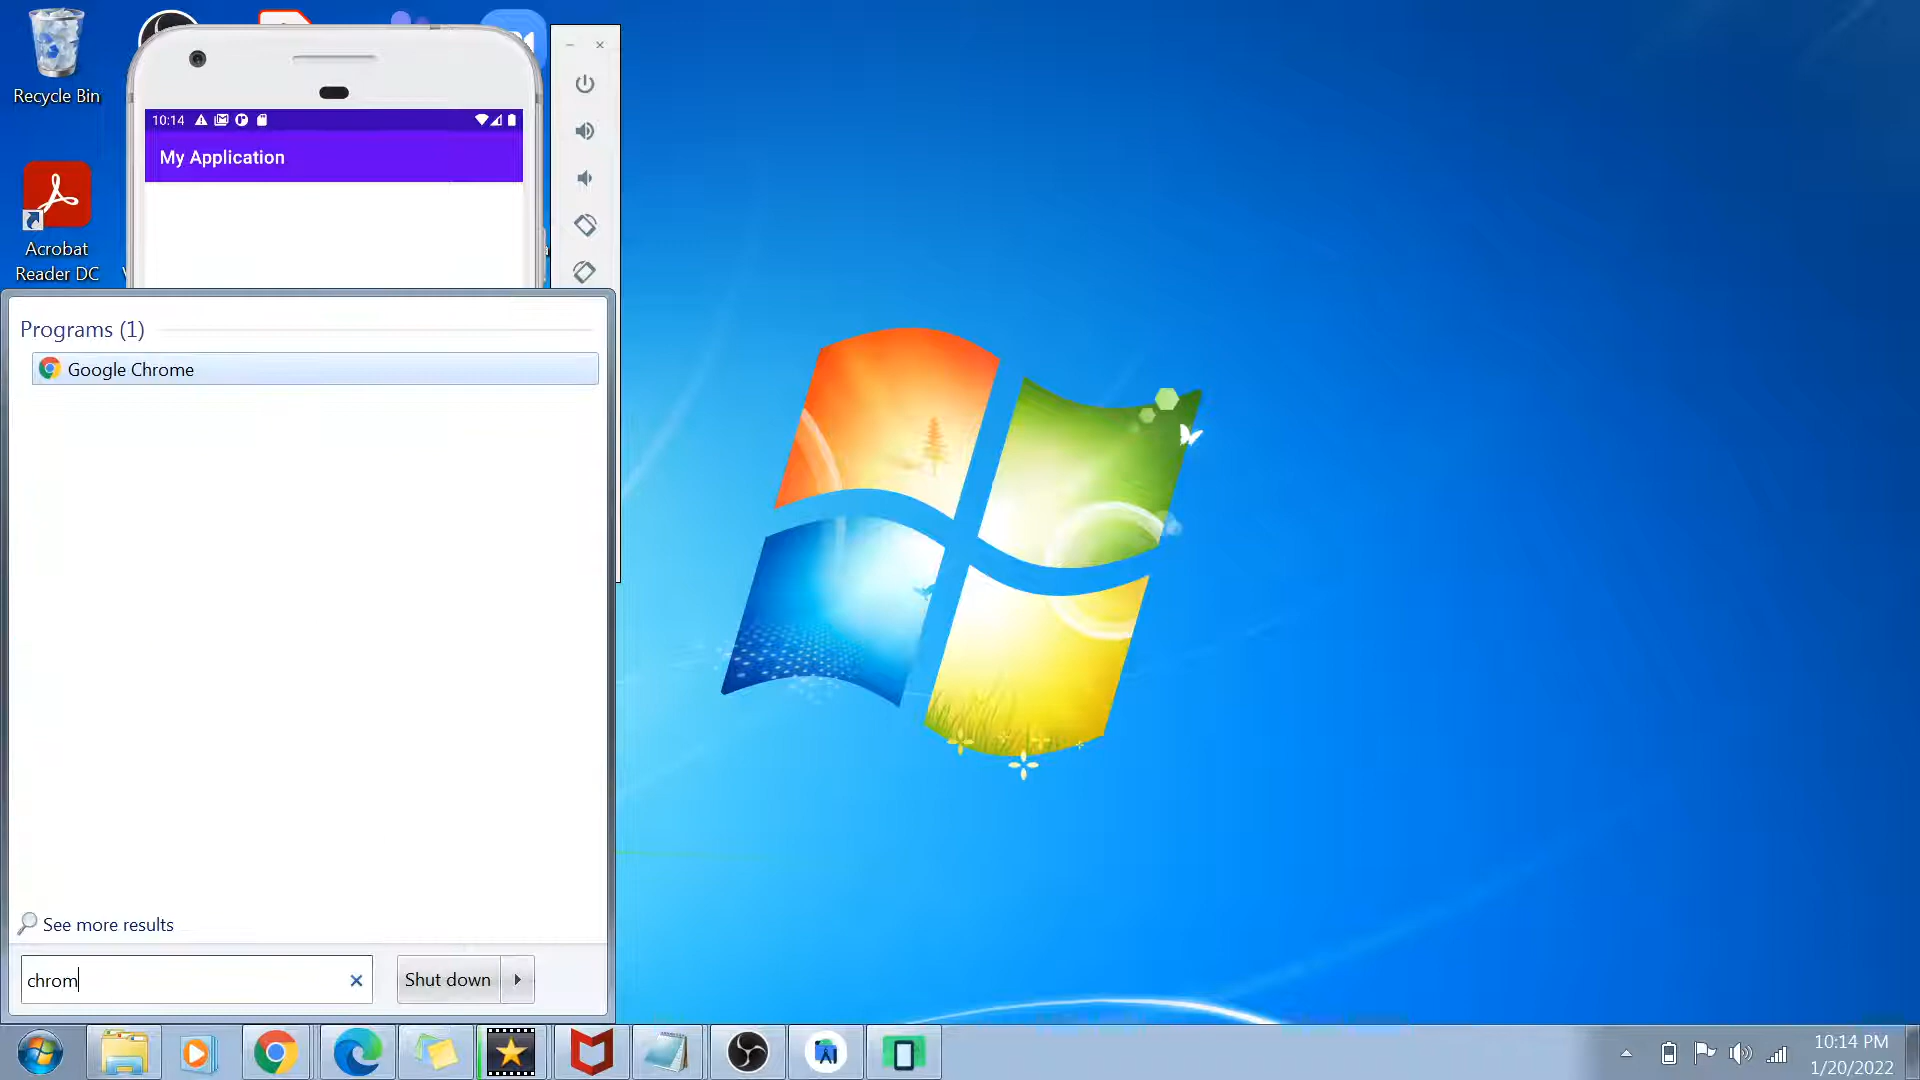 Recycle Bin
Acrobat
Reader DC
10:14
My Application
Programs (1)
Google Chrome
See more results
chrom
Shut down
10:14 PM
1/20/2022